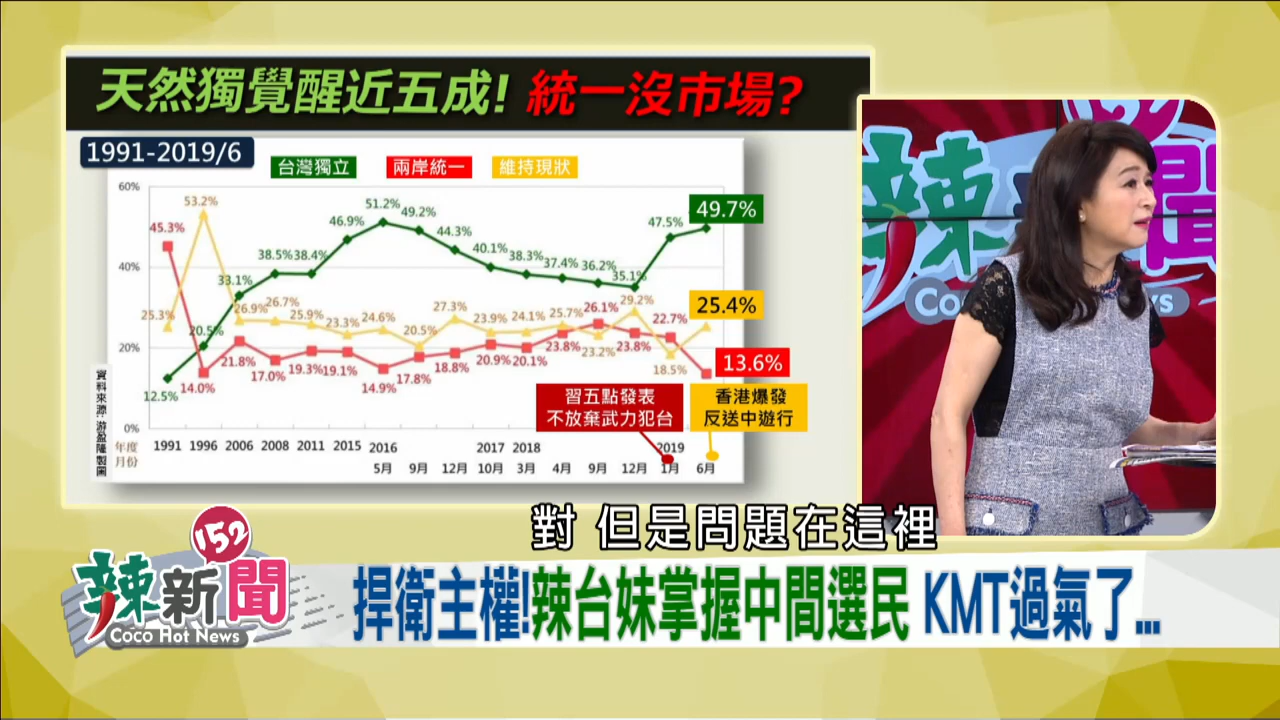 天然獨覺醒近五成! 統一沒市場?
1991-2019/6
台灣獨立 兩岸統一 維持現狀
60%
40%
20%
0%
45.3% 14.0% 21.8% 17.0% 19.3% 19.1% 14.9% 17.8% 18.8% 20.9% 20.1% 23.8% 26.1% 23.8% 22.7% 13.6%
25.3% 53.2% 26.9% 26.7% 25.9% 23.3% 24.6% 20.5% 27.3% 23.9% 24.1% 25.7% 23.2% 29.2% 18.5% 25.4%
12.5% 20.5% 33.1% 38.5% 38.4% 46.9% 51.2% 49.2% 44.3% 40.1% 38.3% 37.4% 36.2% 35.1% 47.5% 49.7%
習五點發表
不放棄武力犯台
香港爆發
反送中遊行
年度 1991 1996 2006 2008 2011 2015 2016 2017 2018 2019
月份 5月 9月 12月 10月 3月 4月 9月 12月 1月 6月
資料來源:游盈隆製圖
辣 聞
152
Coco News
對 但是問題在這裡
152
辣新聞
Coco Hot News
捍衛主權!辣台妹掌握中間選民 KMT過氣了...